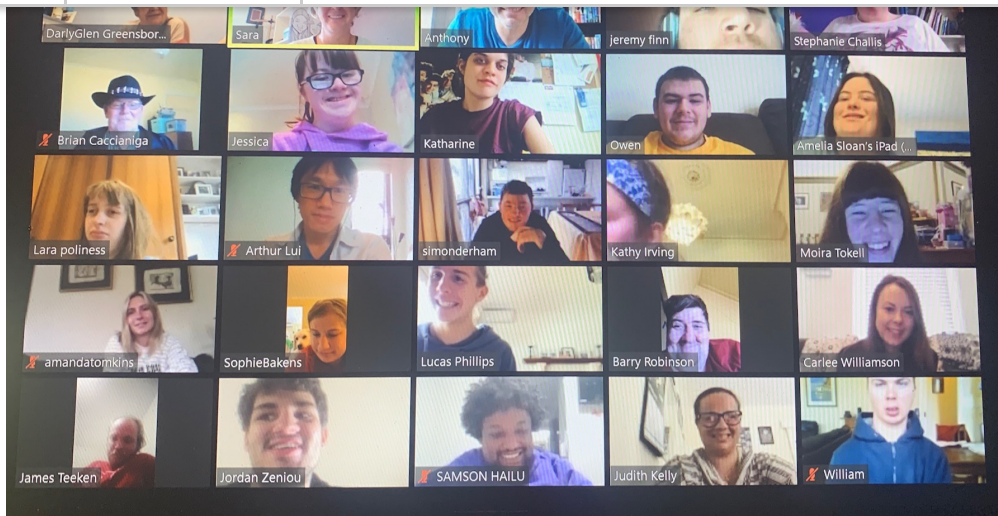 DarlyGlen Greensbor...
Sara
Anthony
jeremy finn
Stephanie Challis
Brian Caccianiga
Jessica
Katharine
Owen
Amelia Sloan's iPad (...
Lara poliness
Arthur Lui
simonderham
Kathy Irving
Moira Tokell
amandatomkins
SophieBakens
Lucas Phillips
Barry Robinson
Carlee Williamson
James Teeken
Jordan Zeniou
SAMSON HAILU
Judith Kelly
William